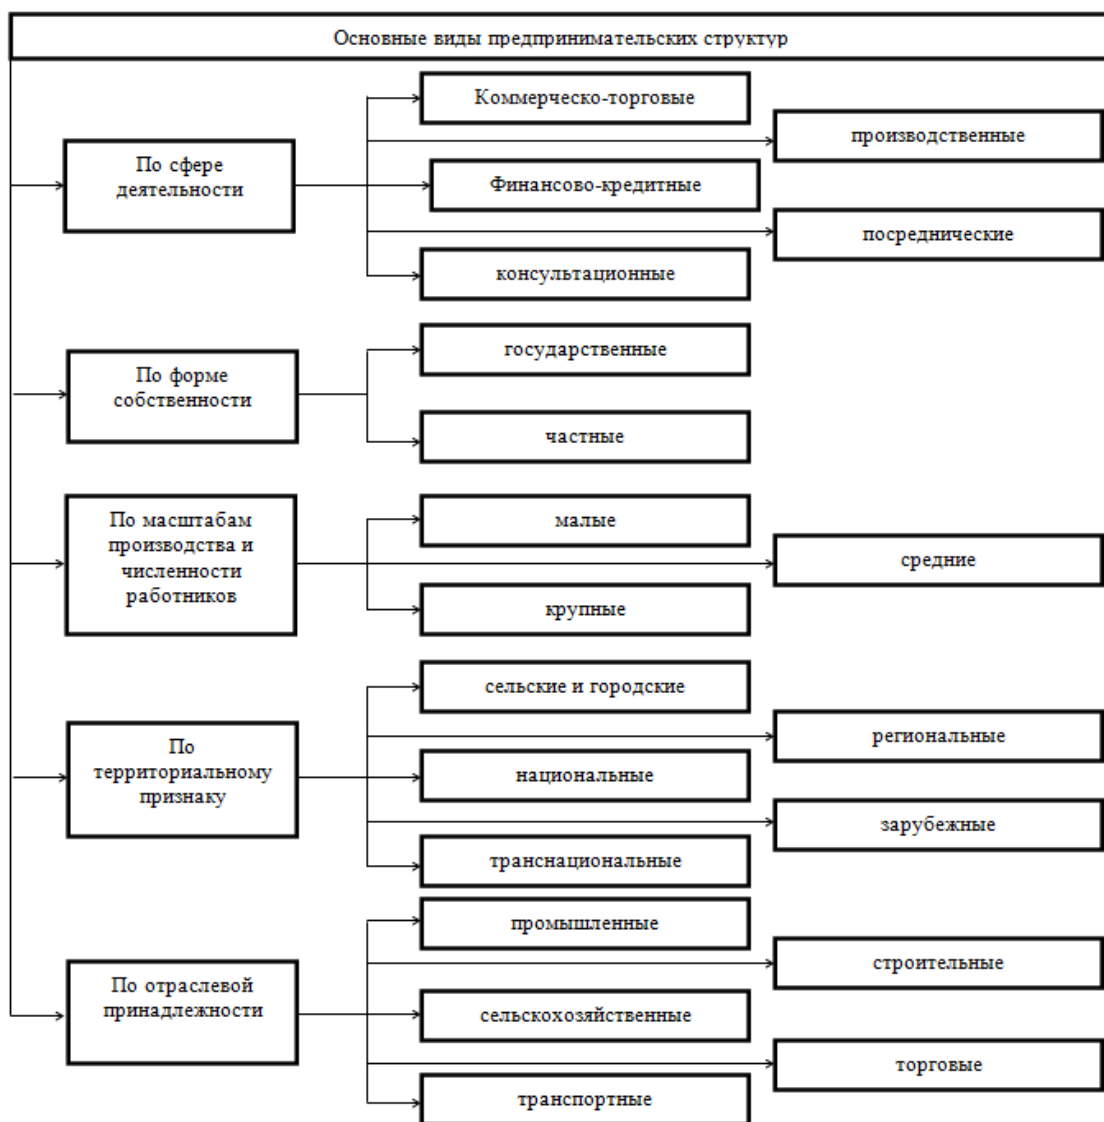 Основные виды предпринимательских структур
По сфере
деятельности
Коммерческо-торговые
производственные
Финансово-кредитные
посреднические
консультационные
По форме
собственности
государственные
частные
По масштабам
производства и
численности
работников
малые
средние
крупные
По
территориальному
признаку
сельские и городские
региональные
национальные
зарубежные
транснациональные
По отраслевой
принадлежности
промышленные
строительные
сельскохозяйственные
торговые
транспортные